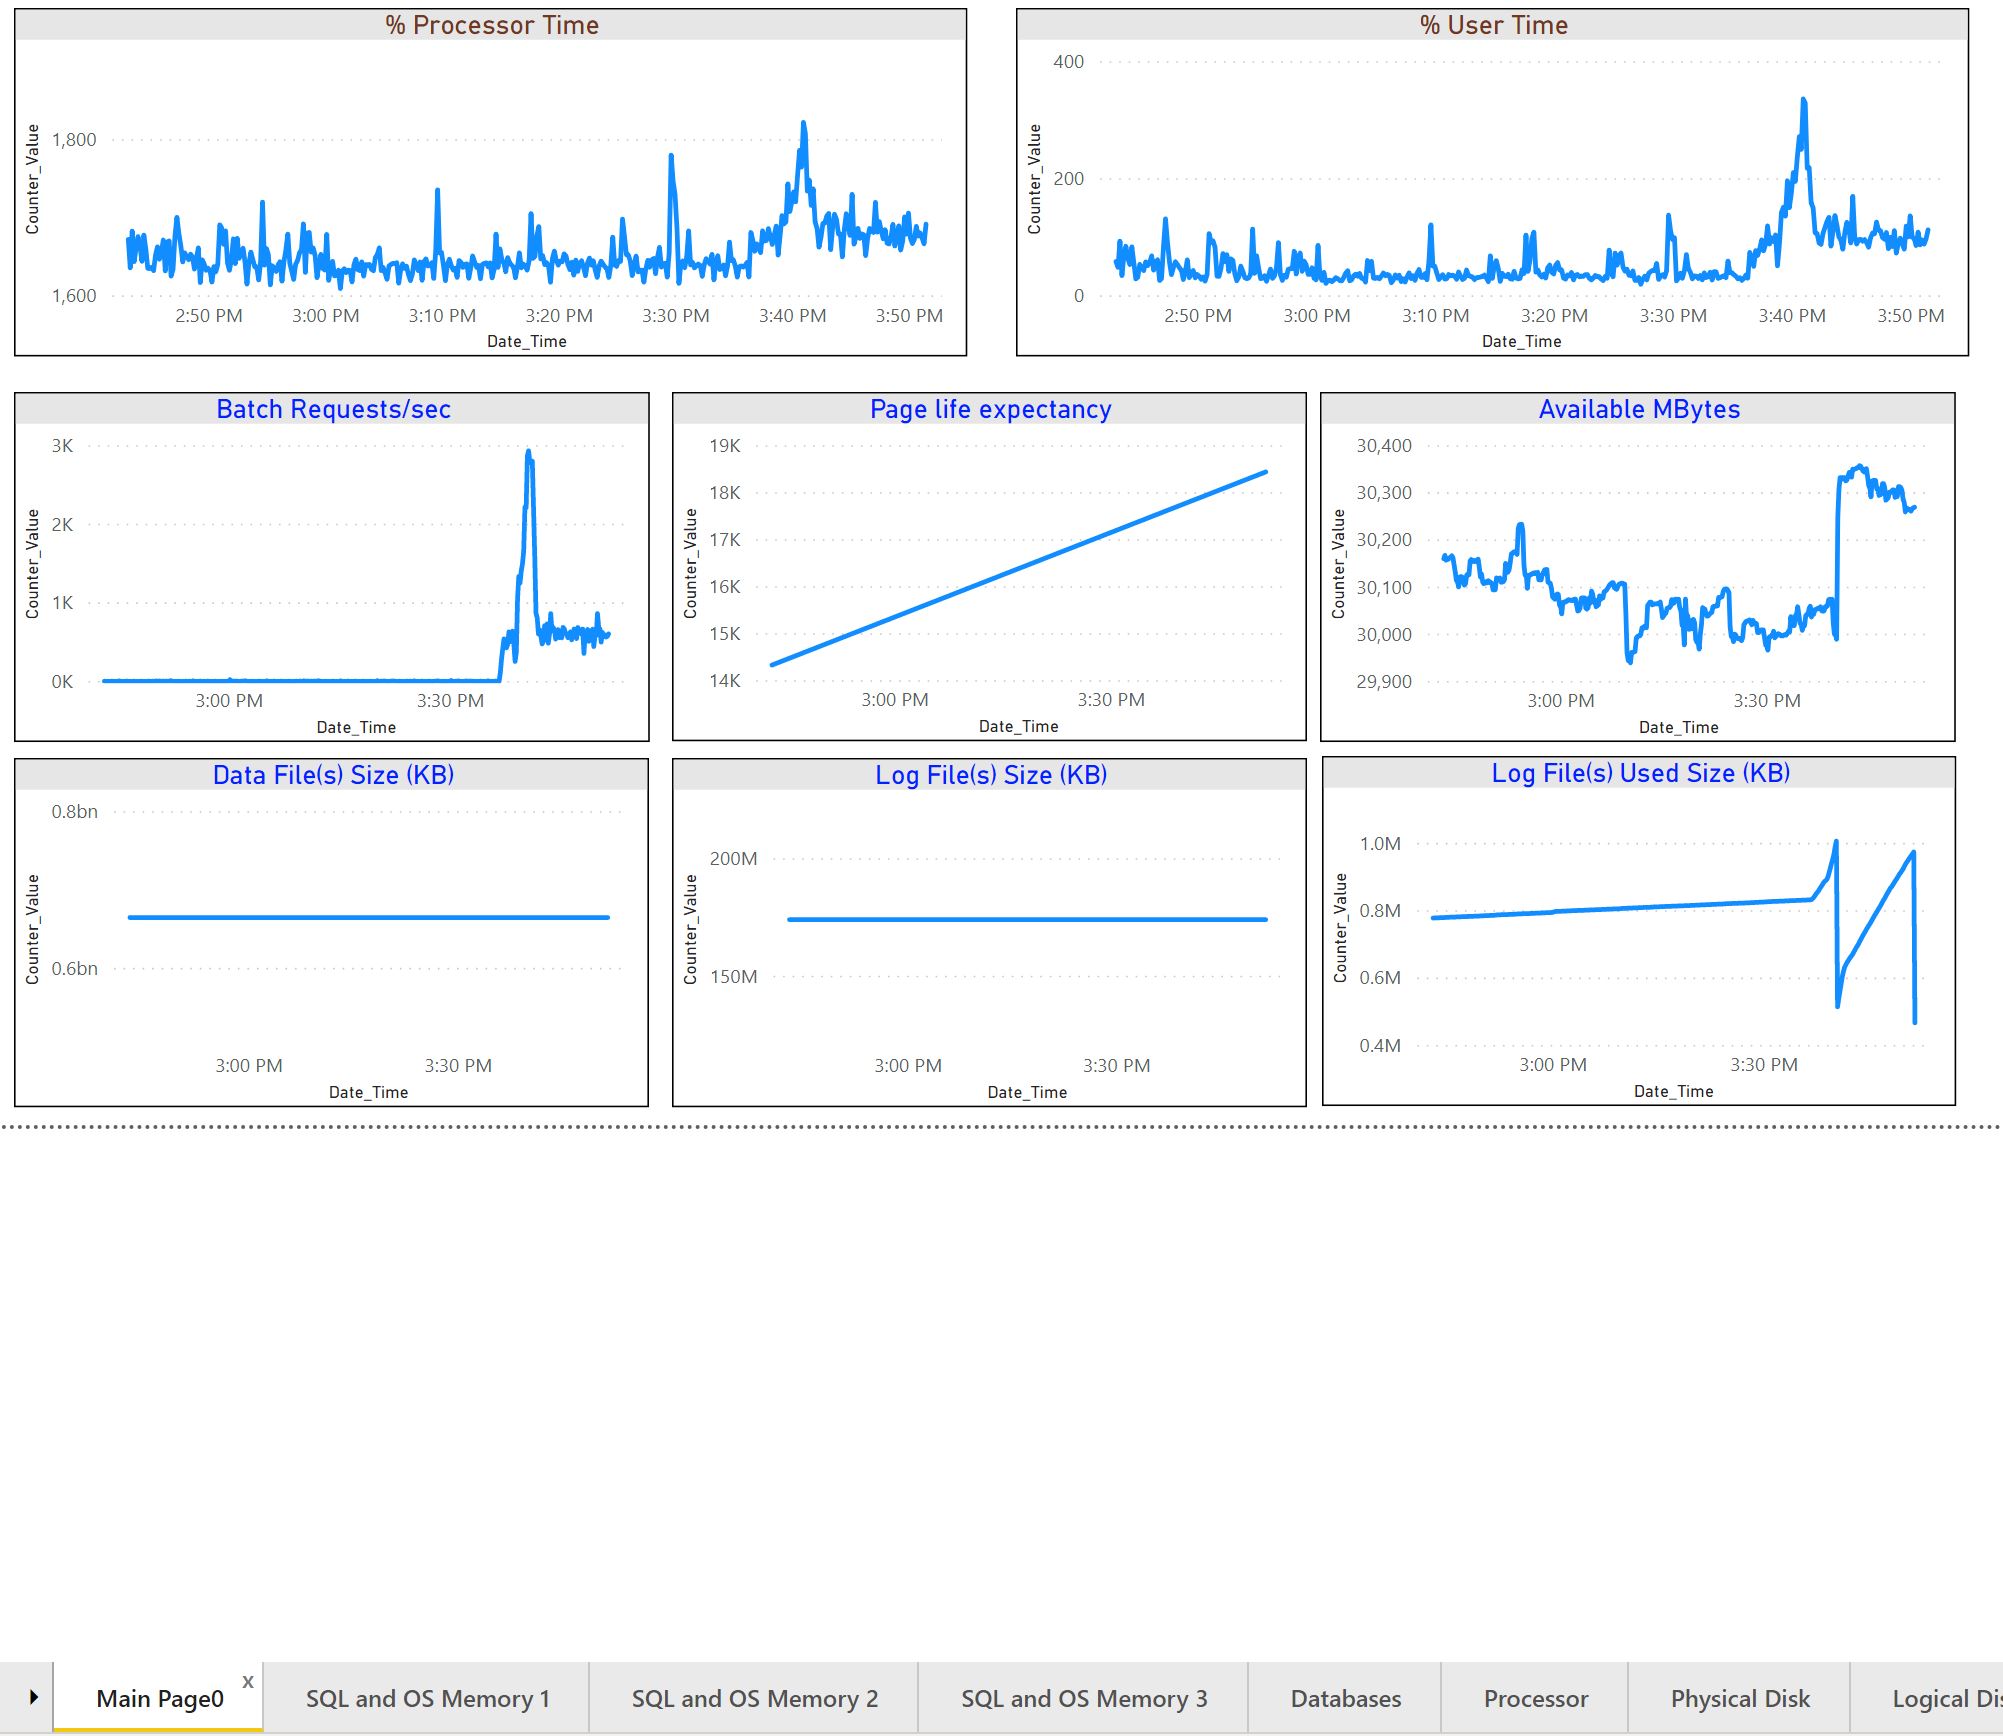 % Processor Time
Counter_Value
1,800
1,600
2:50 PM 3:00 PM 3:10 PM 3:20 PM 3:30 PM 3:40 PM 3:50 PM
Date_Time
% User Time
Counter_Value
400
200
0
2:50 PM 3:00 PM 3:10 PM 3:20 PM 3:30 PM 3:40 PM 3:50 PM
Date_Time
Batch Requests/sec
Counter_Value
3K
2K
1K
0K
3:00 PM 3:30 PM
Date_Time
Page life expectancy
Counter_Value
19K
18K
17K
16K
15K
14K
3:00 PM 3:30 PM
Date_Time
Available MBytes
Counter_Value
30,400
30,300
30,200
30,100
30,000
29,900
3:00 PM 3:30 PM
Date_Time
Data File(s) Size (KB)
Counter_Value
0.8bn
0.6bn
3:00 PM 3:30 PM
Date_Time
Log File(s) Size (KB)
Counter_Value
200M
150M
3:00 PM 3:30 PM
Date_Time
Log File(s) Used Size (KB)
Counter_Value
1.0M
0.8M
0.6M
0.4M
3:00 PM 3:30 PM
Date_Time
Main Page0 x SQL and OS Memory 1 SQL and OS Memory 2 SQL and OS Memory 3 Databases Processor Physical Disk Logical Dis